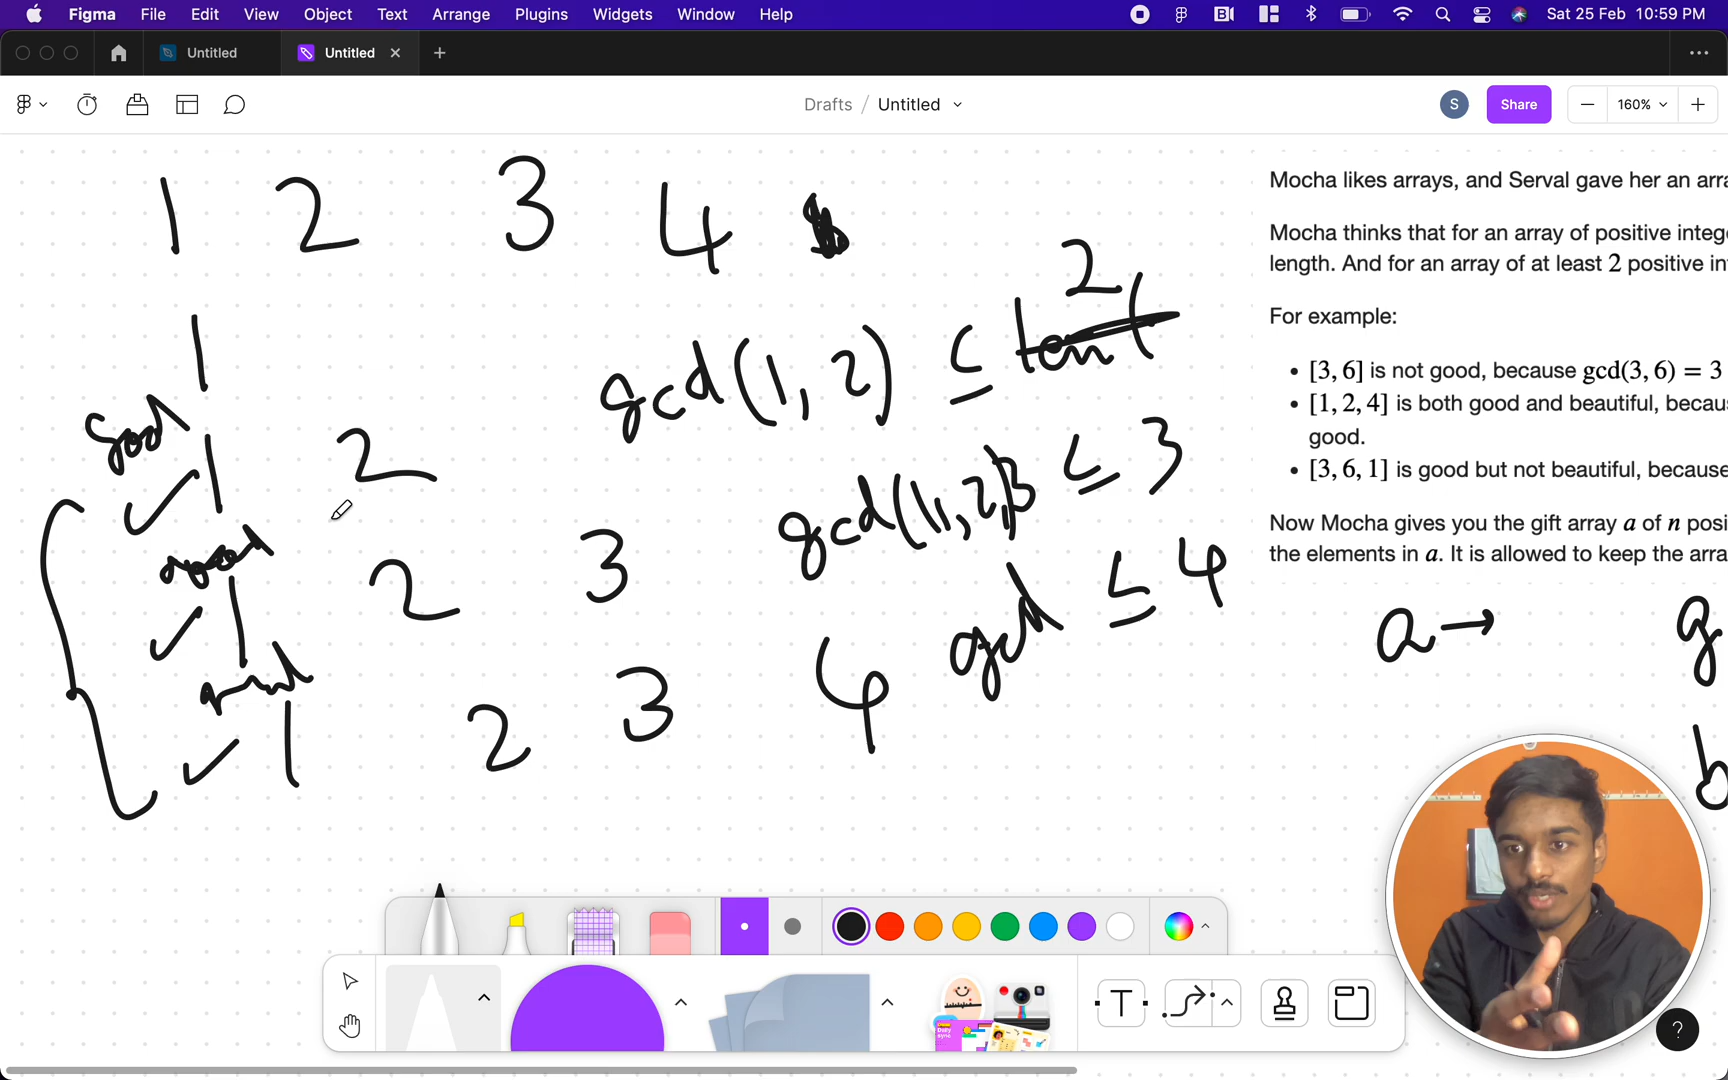 Figma File Edit View Object Text Arrange Plugins Widgets Window Help Sat 25 Feb 10:59 PM
Untitled Untitled
Drafts / Untitled S Share 160%
1 2 3 4
Mocha likes arrays, and Serval gave her an arra
Mocha thinks that for an array of positive intege
length. And for an array of at least 2 positive in
For example:
• [3, 6] is not good, because gcd(3, 6) = 3
• [1, 2, 4] is both good and beautiful, becau
good.
• [3, 6, 1] is good but not beautiful, because
Now Mocha gives you the gift array a of n posi
the elements in a. It is allowed to keep the arra
1
gcd(1, 2) ≤ 2
good
1 2
gcd(1,2,3 ≤ 3
good
1 2 3
gcd ≤ 4
1 2 3 4
a → g
b
T
?